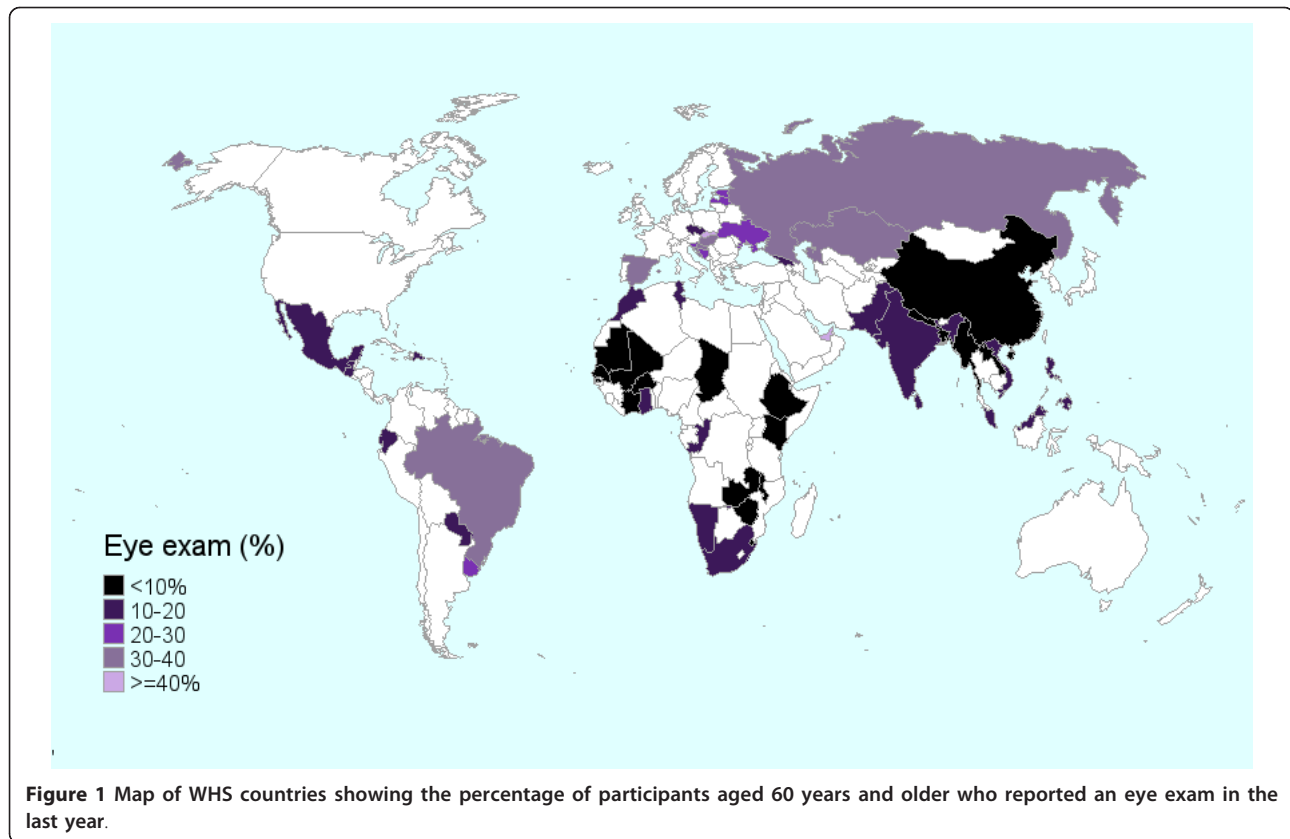 Eye exam (%)
<10%
10-20
20-30
30-40
>=40%
Figure 1 Map of WHS countries showing the percentage of participants aged 60 years and older who reported an eye exam in the
last year.